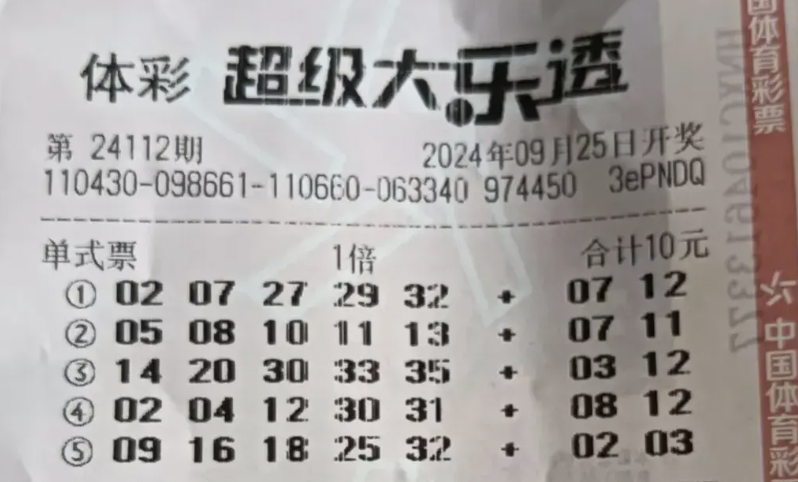 体彩 超级大乐透
第 24112期 2024年09月25日开奖
110430-098661-110660-063340 974450 3ePNDQ
单式票 1倍 合计10元
① 02 07 27 29 32 + 07 12
② 05 08 10 11 13 + 07 11
③ 14 20 30 33 35 + 03 12
④ 02 04 12 30 31 + 08 12
⑤ 09 16 18 25 32 + 02 03
国体育彩票
中国体育彩